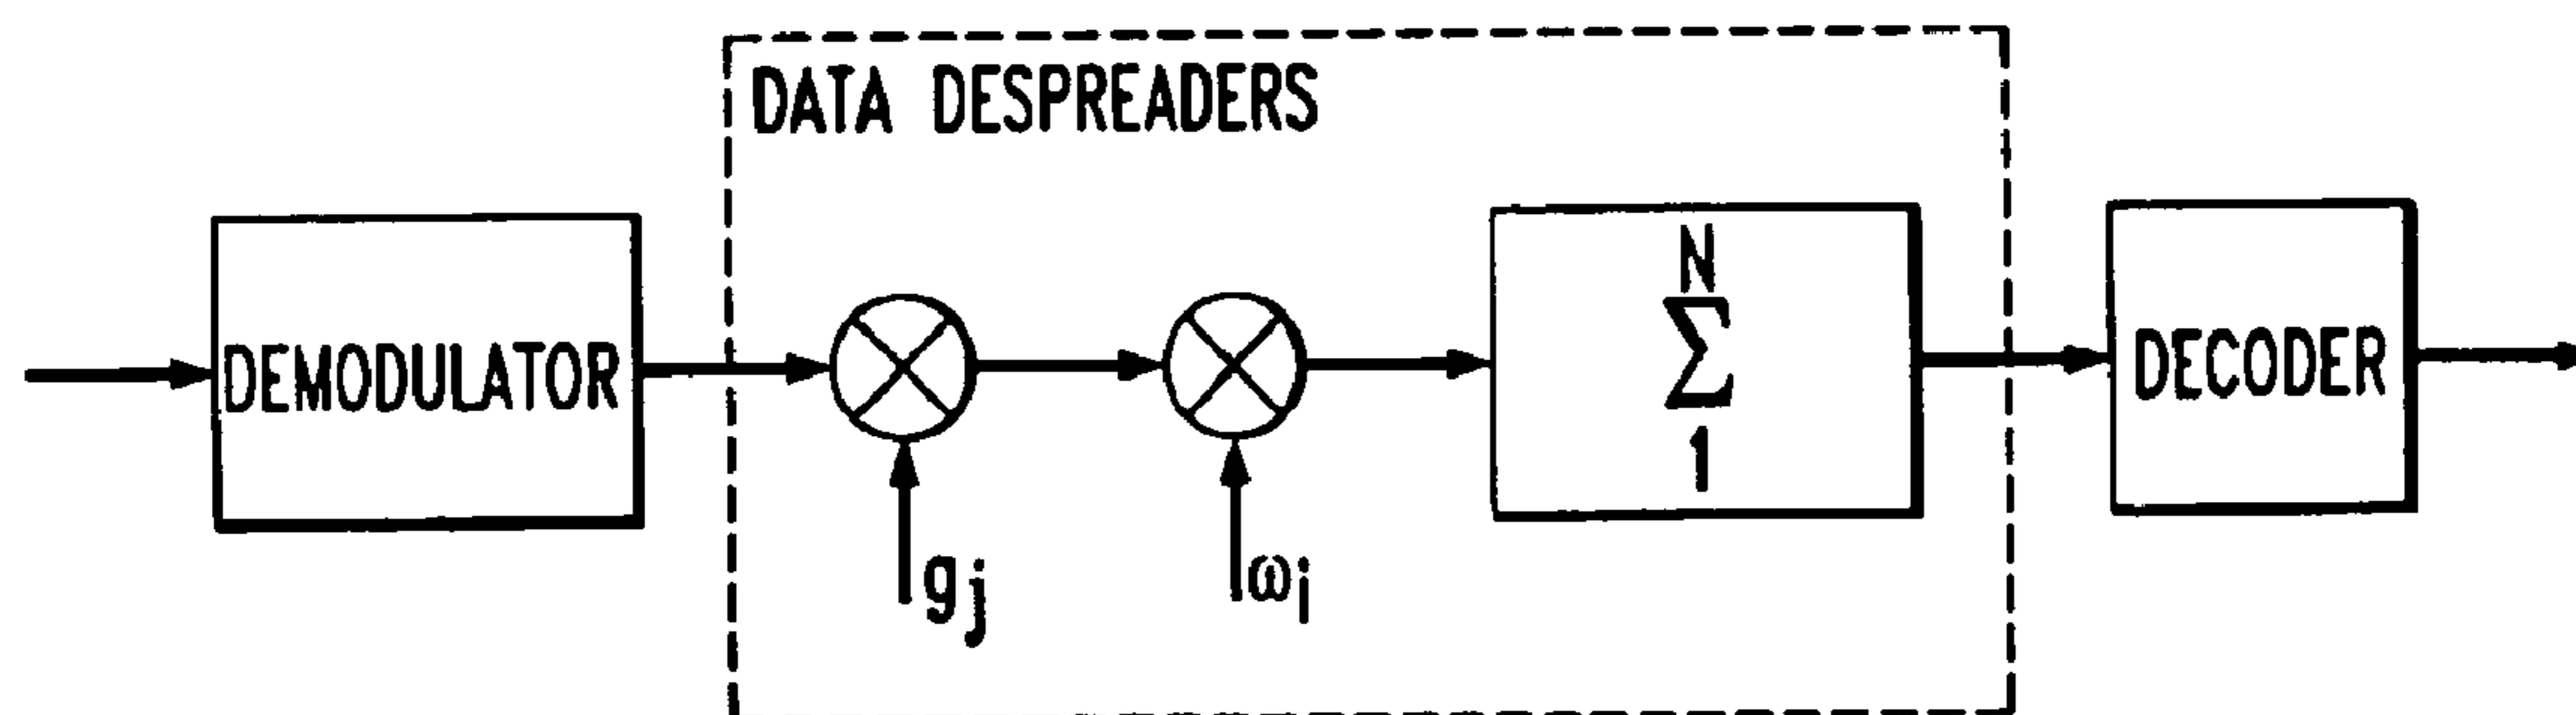 DATA DESPREADERS
DEMODULATOR
N
Σ
1
DECODER
gj
ωi